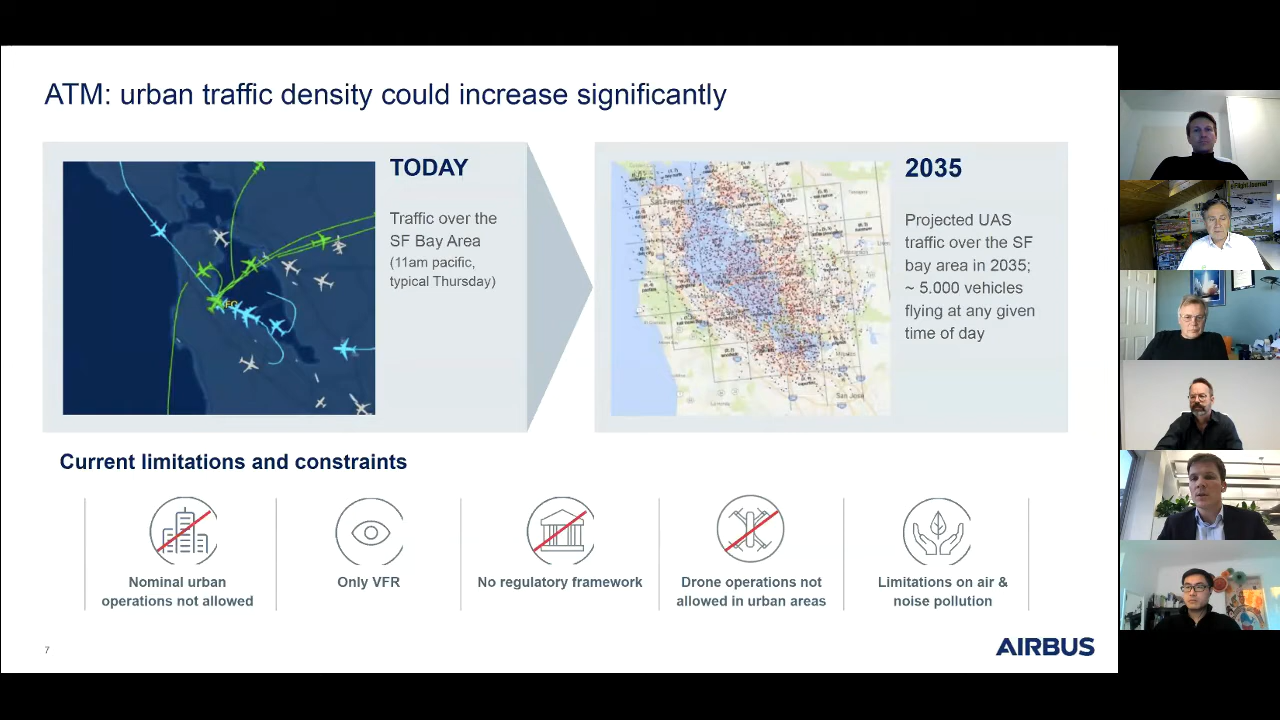 ATM: urban traffic density could increase significantly
TODAY
Traffic over the
SF Bay Area
(11am pacific,
typical Thursday)
2035
Projected UAS
traffic over the SF
bay area in 2035;
~ 5.000 vehicles
flying at any given
time of day
San Jose
Current limitations and constraints
Nominal urban
operations not allowed
Only VFR
No regulatory framework
Drone operations not
allowed in urban areas
Limitations on air &
noise pollution
7
AIRBUS